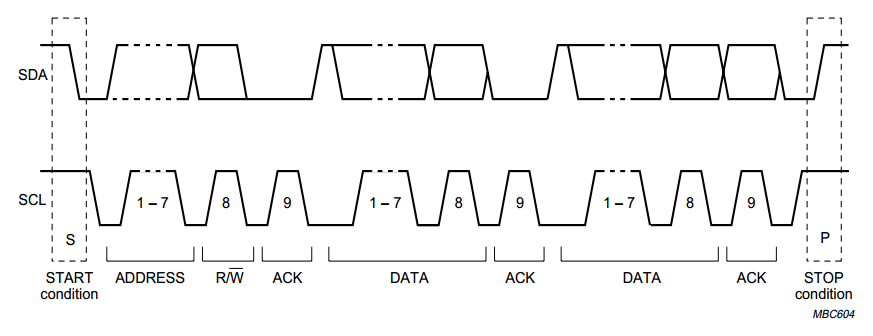 SDA
SCL
1 – 7
8
9
1 – 7
8
9
1 – 7
8
9
S
P
START
condition
ADDRESS
R/W̅
ACK
DATA
ACK
DATA
ACK
STOP
condition
MBC604